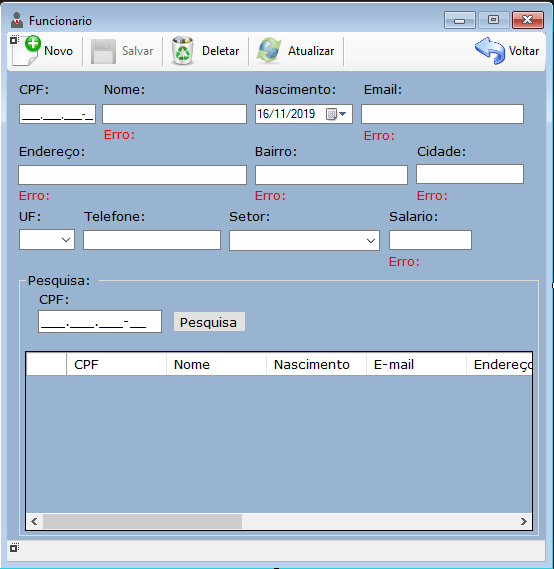 Funcionario
Novo Salvar Deletar Atualizar Voltar
CPF: Nome: Nascimento: Email:
___.___.___-_ 16/11/2019
Erro: Erro:
Endereço: Bairro: Cidade:
Erro: Erro: Erro:
UF: Telefone: Setor: Salario:
Erro:
Pesquisa:
CPF:
___.___.___-__ Pesquisa
CPF Nome Nascimento E-mail Endereço